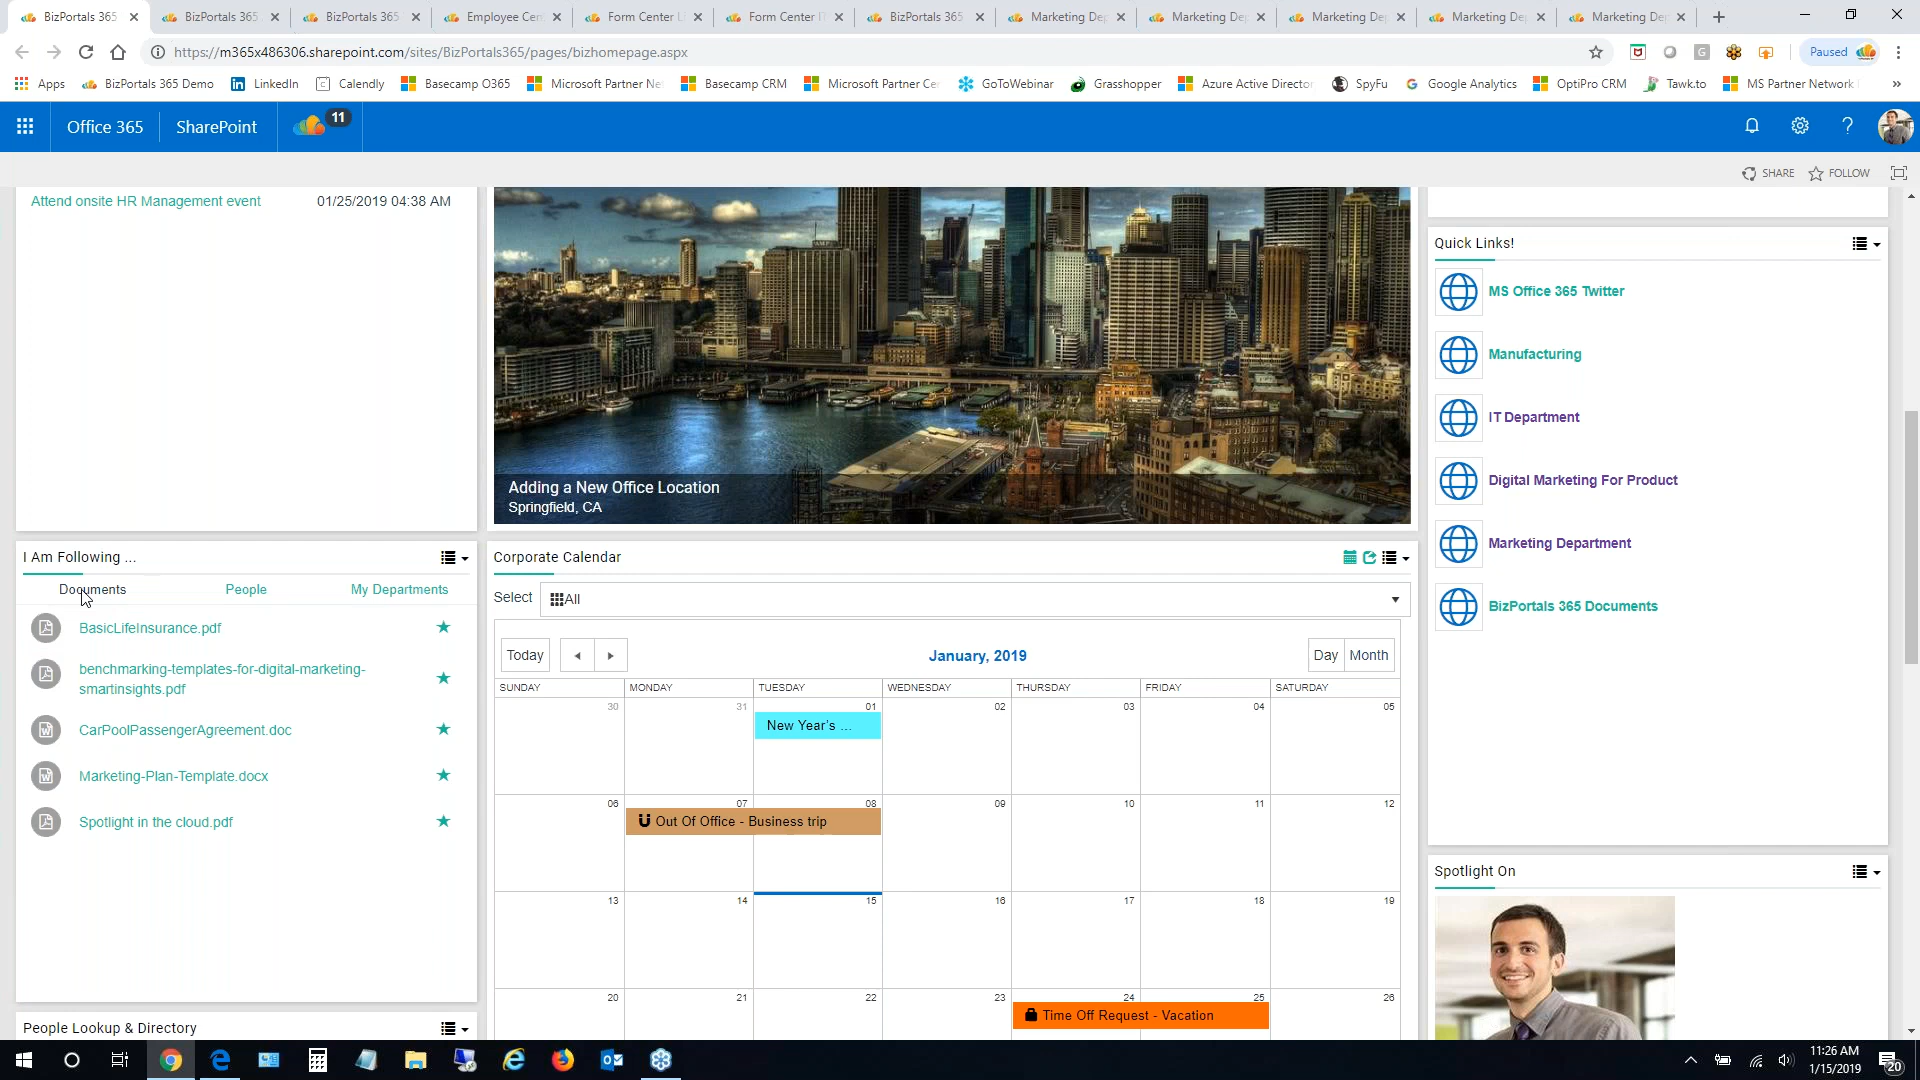 BizPortals 365
BizPortals 365
BizPortals 365
Employee Cen
Form Center
Form Center
BizPortals 365
Marketing De
Marketing De
Marketing De
Marketing De
Marketing De
https://m365x486306.sharepoint.com/sites/BizPortals365/pages/bizhomepage.aspx
G
Paused
Apps
BizPortals 365 Demo
LinkedIn
Calendly
Basecamp O365
Microsoft Partner Ne
Basecamp CRM
Microsoft Partner Ce
GoToWebinar
Grasshopper
Azure Active Director
SpyFu
Google Analytics
OptiPro CRM
Tawk.to
MS Partner Network
»
Office 365
SharePoint
11
?
SHARE
FOLLOW
Attend onsite HR Management event
01/25/2019 04:38 AM
Adding a New Office Location
Springfield, CA
Quick Links!
MS Office 365 Twitter
Manufacturing
IT Department
Digital Marketing For Product
Marketing Department
BizPortals 365 Documents
I Am Following ...
Documents
People
My Departments
BasicLifeInsurance.pdf
benchmarking-templates-for-digital-marketing-
smartinsights.pdf
CarPoolPassengerAgreement.doc
Marketing-Plan-Template.docx
Spotlight in the cloud.pdf
People Lookup & Directory
Corporate Calendar
Select
All
Today
January, 2019
Day
Month
SUNDAY
MONDAY
TUESDAY
WEDNESDAY
THURSDAY
FRIDAY
SATURDAY
30
31
01
02
03
04
05
New Year's ...
06
07
08
09
10
11
12
Out Of Office - Business trip
13
14
15
16
17
18
19
20
21
22
23
24
25
26
Time Off Request - Vacation
Spotlight On
11:26 AM
1/15/2019
20